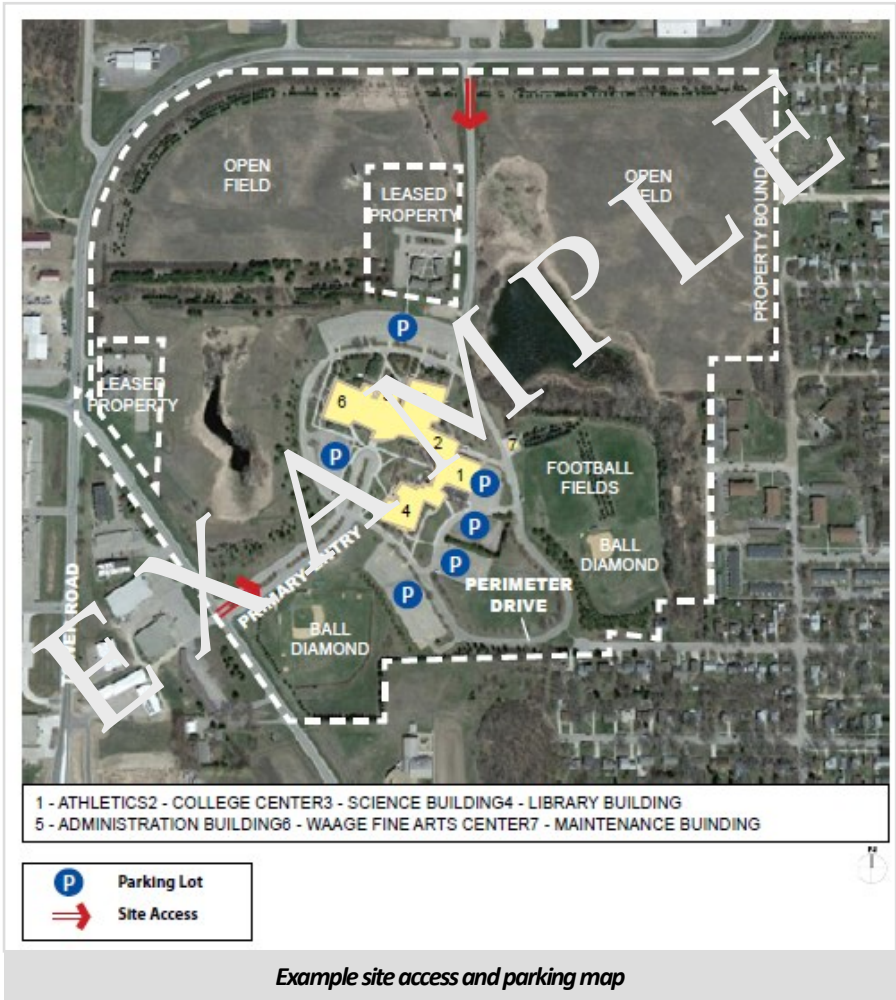 OPEN
FIELD
LEASED
PROPERTY
OPEN
PROPERTY
P
LEASED
PROPERTY
6
2
7
P
1
P
FOOTBALL
FIELDS
4
P
BALL
DIAMOND
P
PERIMETER
DRIVE
P
PRIMARY ENTRY
ROAD
BALL
DIAMOND
EXAMPLE
1 - ATHLETICS2 - COLLEGE CENTER3 - SCIENCE BUILDING4 - LIBRARY BUILDING
5 - ADMINISTRATION BUILDING6 - WAAGE FINE ARTS CENTER7 - MAINTENANCE BUINDING
N
P Parking Lot
Site Access
Example site access and parking map